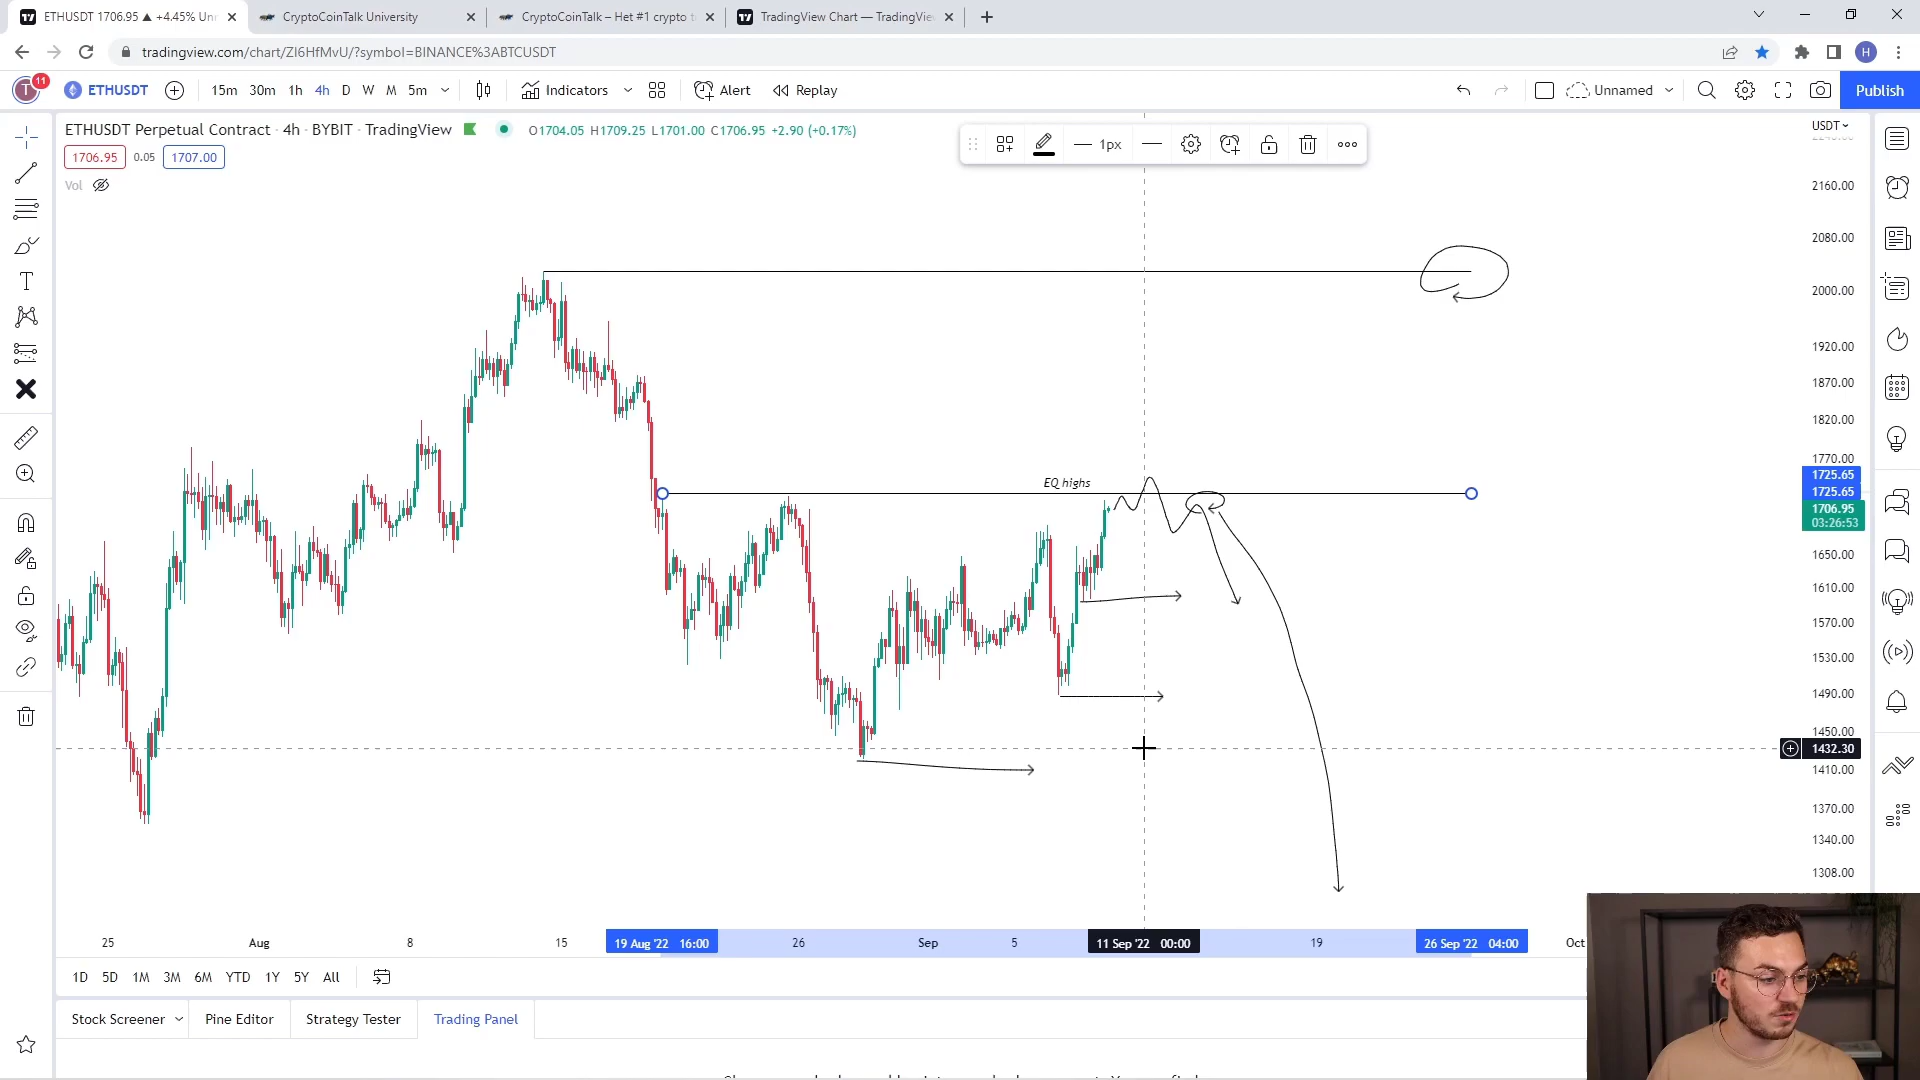 ETHUSDT 1706.95 ▲ +4.45% Unn
CryptoCoinTalk University
CryptoCoinTalk – Het #1 crypto t
TradingView Chart — TradingVie
tradingview.com/chart/ZI6HfMvU/?symbol=BINANCE%3ABTCUSDT
H
T 11
ETHUSDT 15m 30m 1h 4h D W M 5m Indicators Alert Replay Unnamed Publish
ETHUSDT Perpetual Contract · 4h · BYBIT · TradingView O1704.05 H1709.25 L1701.00 C1706.95 +2.90 (+0.17%)
1px
USDT
1706.95 0.05 1707.00
Vol
2160.00
2080.00
2000.00
1920.00
1870.00
1820.00
1770.00
EQ highs
1725.65
1725.65
1706.95
03:26:53
1650.00
1610.00
1570.00
1530.00
1490.00
1450.00
1432.30
1410.00
1370.00
1340.00
1308.00
25 Aug 8 15 19 Aug '22 16:00 26 Sep 5 11 Sep '22 00:00 19 26 Sep '22 04:00 Oct
1D 5D 1M 3M 6M YTD 1Y 5Y All
Stock Screener Pine Editor Strategy Tester Trading Panel